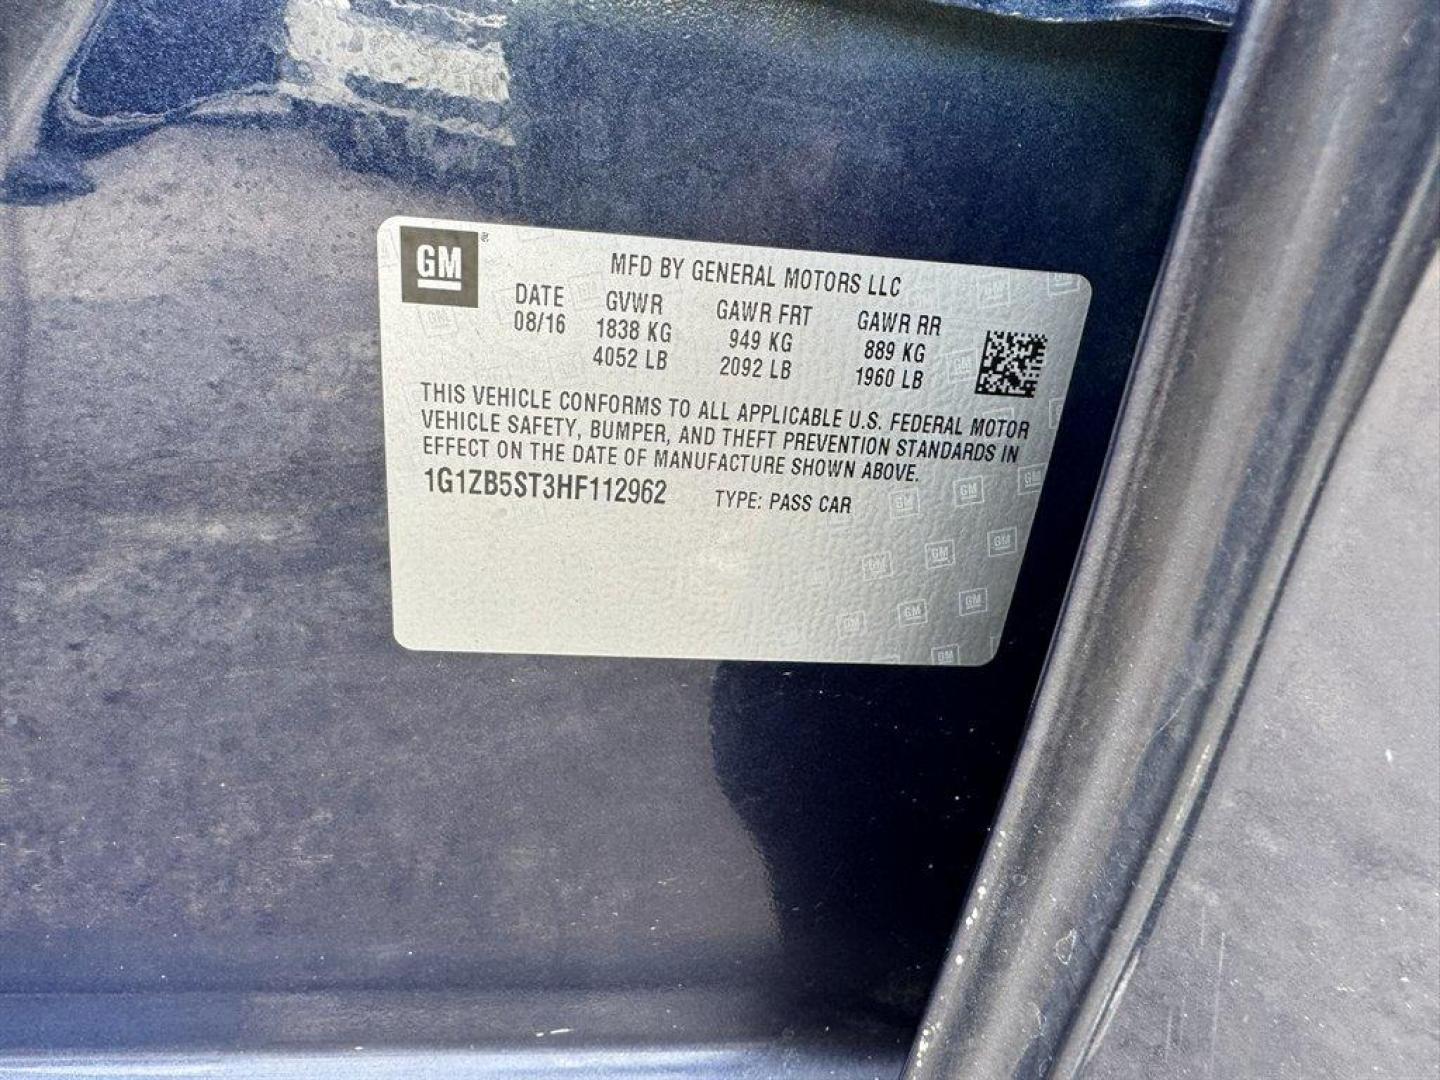 GM ®
MFD BY GENERAL MOTORS LLC
DATE GVWR GAWR FRT GAWR RR
08/16 1838 KG 949 KG 889 KG
4052 LB 2092 LB 1960 LB
THIS VEHICLE CONFORMS TO ALL APPLICABLE U.S. FEDERAL MOTOR
VEHICLE SAFETY, BUMPER, AND THEFT PREVENTION STANDARDS IN
EFFECT ON THE DATE OF MANUFACTURE SHOWN ABOVE.
1G1ZB5ST3HF112962 TYPE: PASS CAR